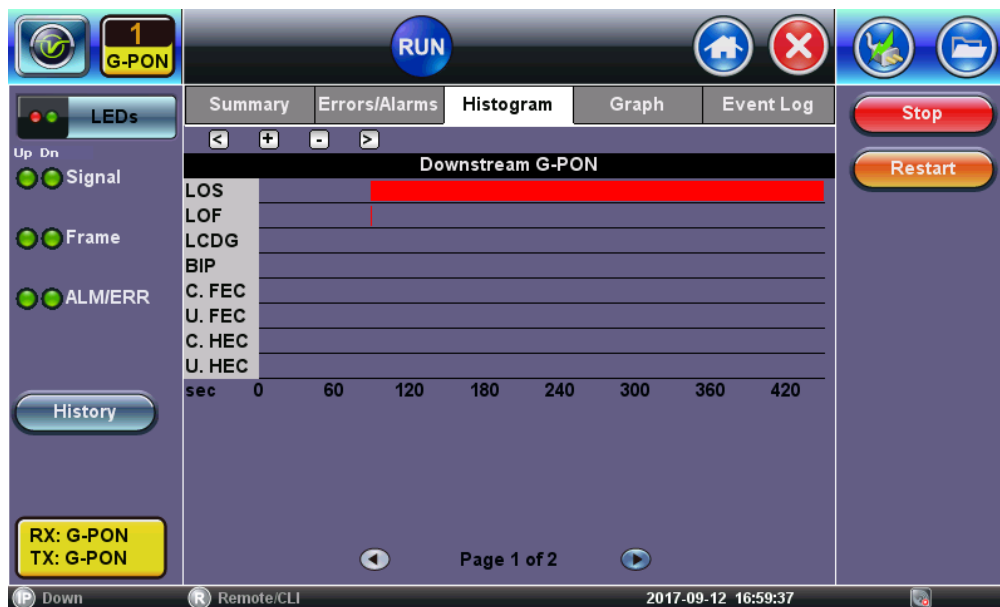 1
G-PON
RUN
LEDs
Summary Errors/Alarms Histogram Graph Event Log
Stop
< + - >
Up Dn
Downstream G-PON
Restart
Signal
LOS
LOF
Frame
LCDG
BIP
ALM/ERR
C. FEC
U. FEC
C. HEC
U. HEC
sec 0 60 120 180 240 300 360 420
History
RX: G-PON
TX: G-PON
Page 1 of 2
IP Down
R Remote/CLI
2017-09-12 16:59:37